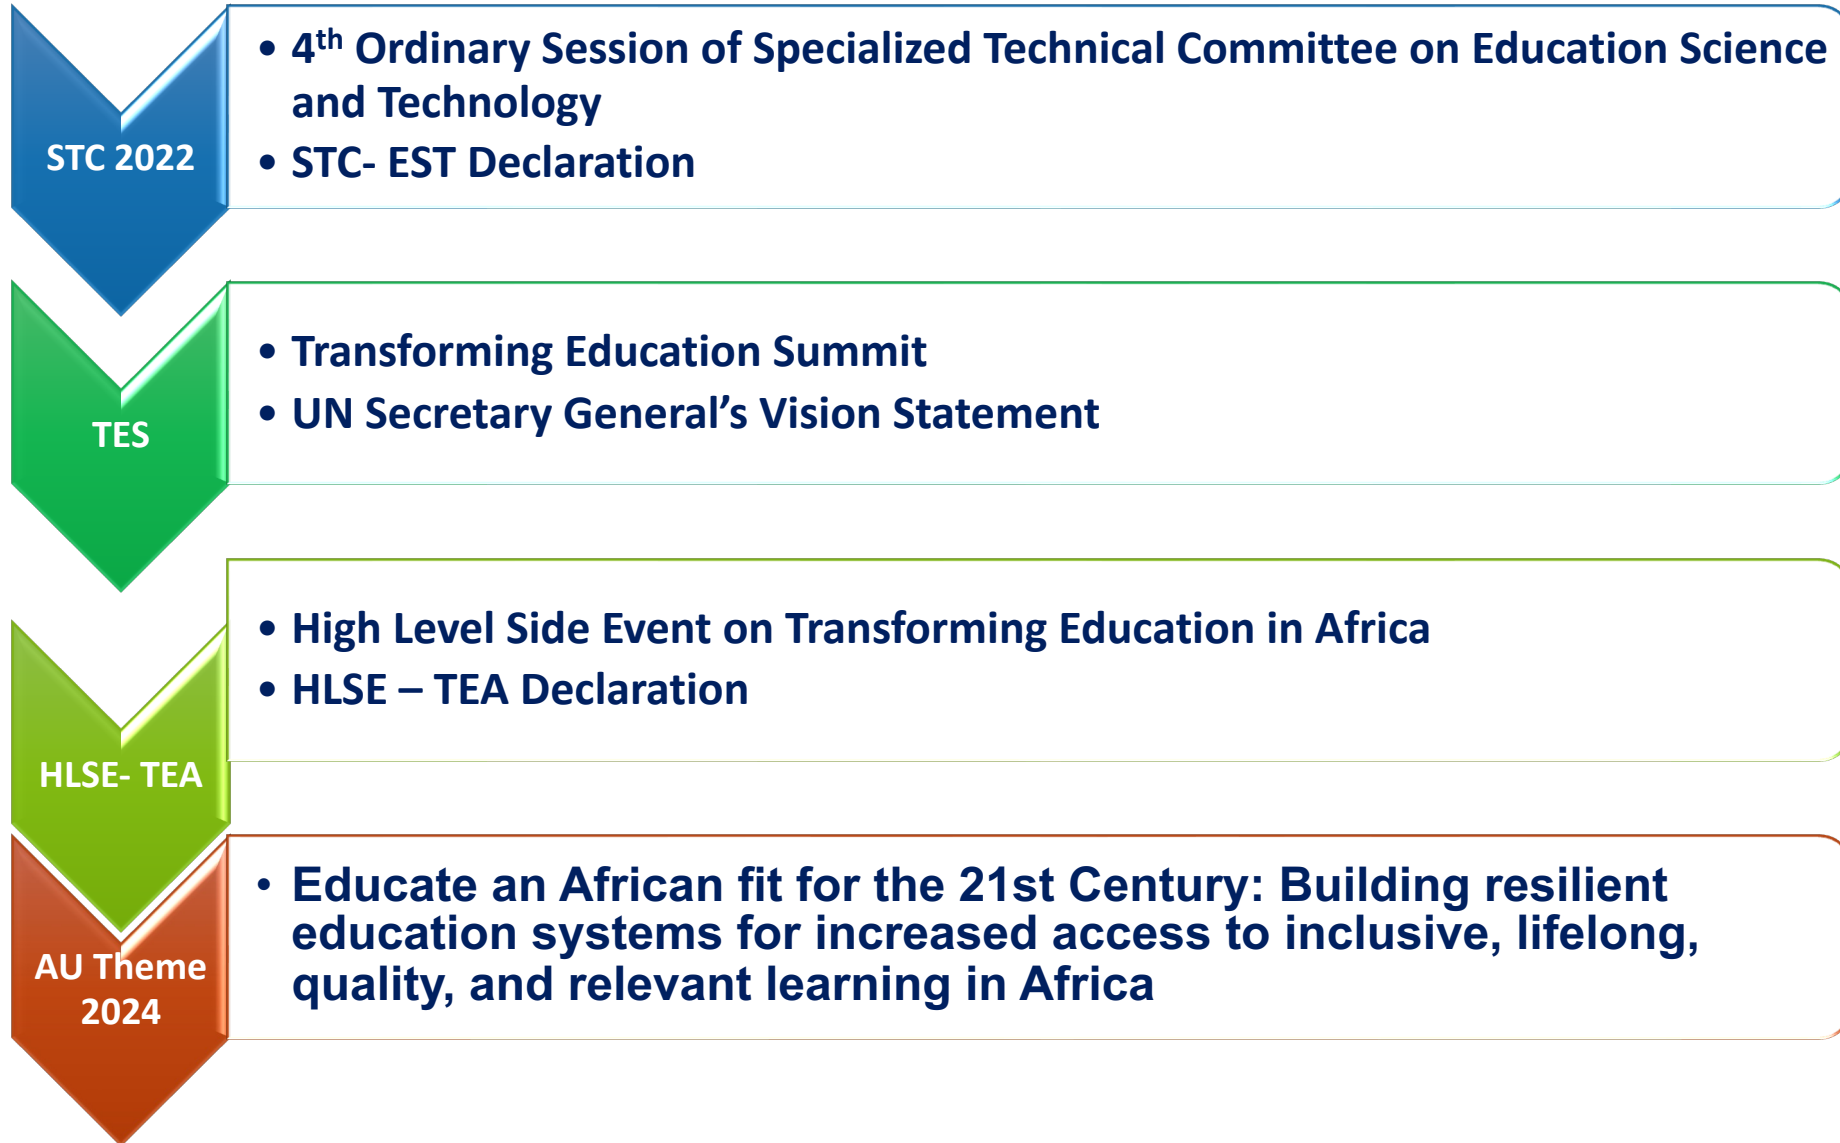 STC 2022
• 4th Ordinary Session of Specialized Technical Committee on Education Science
and Technology
• STC- EST Declaration
TES
• Transforming Education Summit
• UN Secretary General’s Vision Statement
HLSE- TEA
• High Level Side Event on Transforming Education in Africa
• HLSE – TEA Declaration
AU Theme
2024
• Educate an African fit for the 21st Century: Building resilient
education systems for increased access to inclusive, lifelong,
quality, and relevant learning in Africa